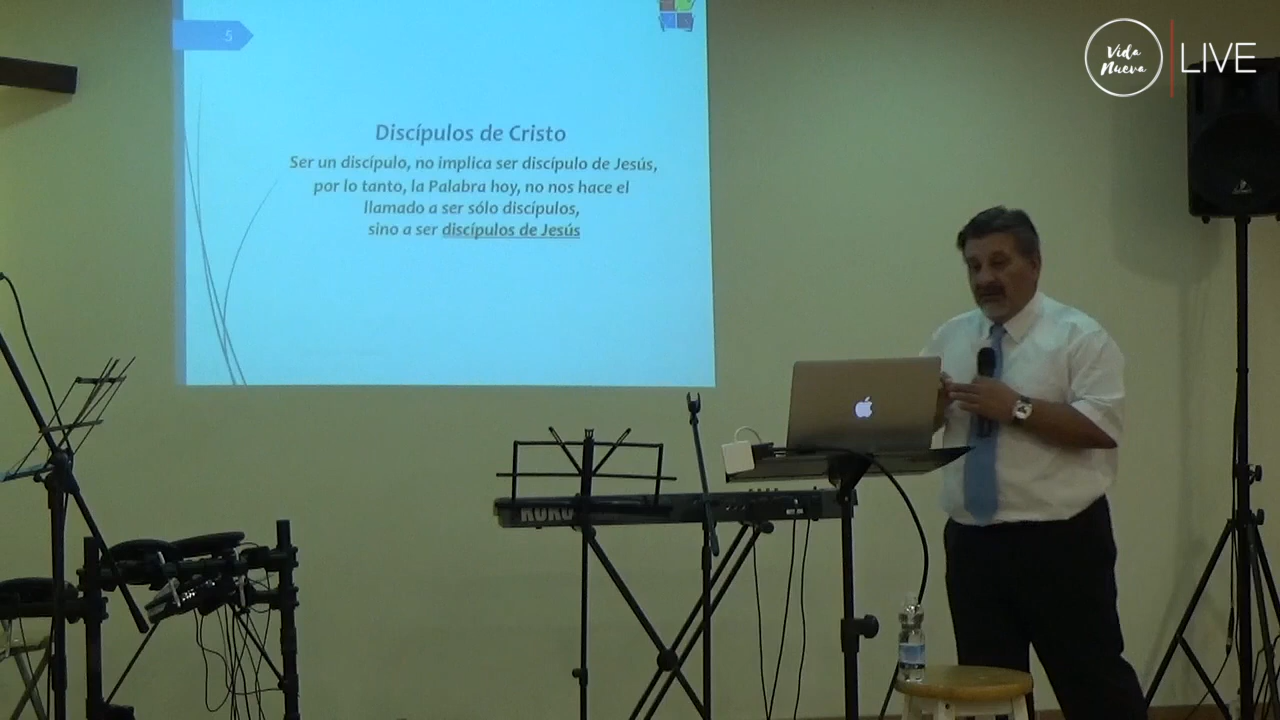 5
Vida
Nueva
LIVE
Discípulos de Cristo
Ser un discípulo, no implica ser discípulo de Jesús,
por lo tanto, la Palabra hoy, no nos hace el
llamado a ser sólo discípulos,
sino a ser discípulos de Jesús
KORG